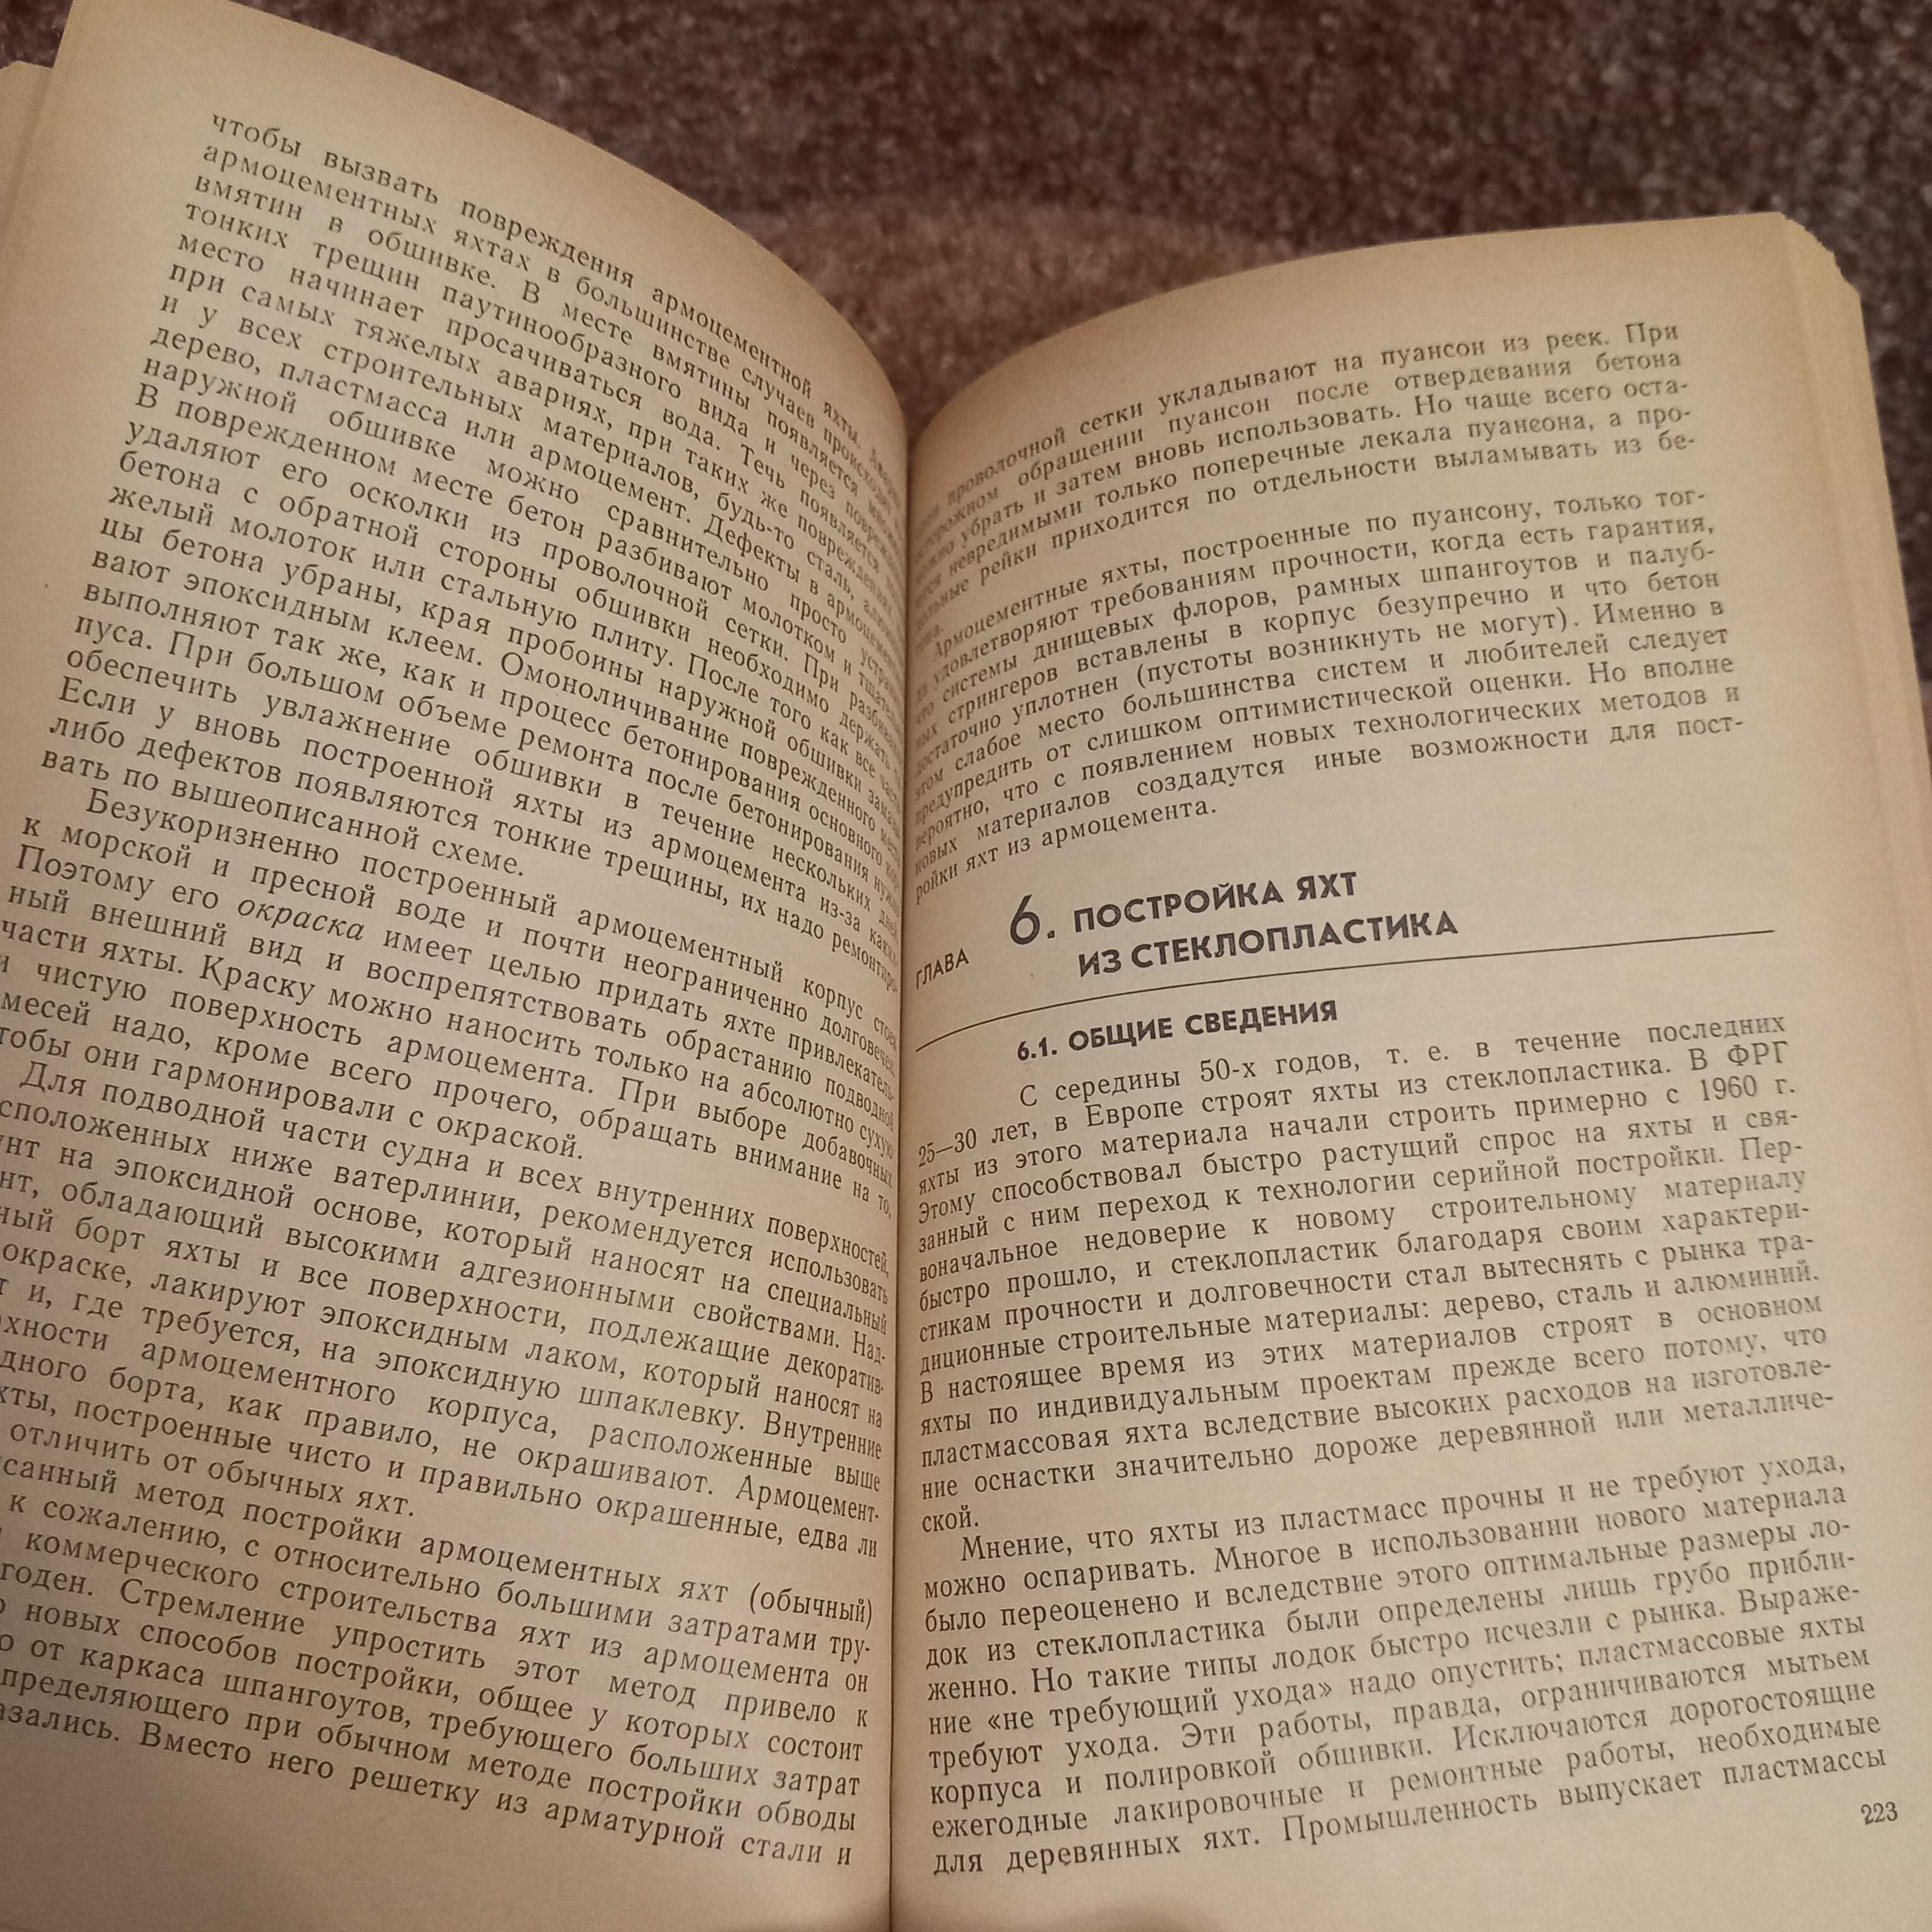 чтобы вызвать повреждения армоцементной яхты.
армоцементных яхтах в большинстве случаев
вмятин в обшивке. В месте вмятины появляется
тонких трещин паутинообразного вида и через
место начинает просачиваться вода. Течь появляется
при самых тяжелых авариях, при таких же повреждениях
и у всех строительных материалов, будь-то сталь,
дерево, пластмасса или армоцемент. Дефекты в
наружной обшивке можно сравнительно просто
В поврежденном месте бетон разбивают молотком и
удаляют его осколки из проволочной сетки. При
бетона с обратной стороны обшивки необходимо держать
желый молоток или стальную плиту. После того как все
цы бетона убраны, края пробоины наружной обшивки
вают эпоксидным клеем. Омоноличивание поврежденного места
выполняют так же, как и процесс бетонирования основного кор-
пуса. При большом объеме ремонта после бетонирования нужно
обеспечить увлажнение обшивки в течение нескольких дней
Если у вновь построенной яхты из армоцемента из-за каких-
либо дефектов появляются тонкие трещины, их надо ремонтиро-
вать по вышеописанной схеме.
Безукоризненно построенный армоцементный корпус стоек
к морской и пресной воде и почти неограниченно долговечен.
Поэтому его окраска имеет целью придать яхте привлекатель-
ный внешний вид и воспрепятствовать обрастанию подводной
части яхты. Краску можно наносить только на абсолютно сухую
и чистую поверхность армоцемента. При выборе добавочных
месей надо, кроме всего прочего, обращать внимание на то,
тобы они гармонировали с окраской.
Для подводной части судна и всех внутренних поверхностей,
сположенных ниже ватерлинии, рекомендуется использовать
унт на эпоксидной основе, который наносят на специальный
нт, обладающий высокими адгезионными свойствами. Над-
ный борт яхты и все поверхности, подлежащие декоратив-
окраске, лакируют эпоксидным лаком, который наносят на
т и, где требуется, на эпоксидную шпаклевку. Внутренние
рхности армоцементного корпуса, расположенные выше
дного борта, как правило, не окрашивают. Армоцемент-
хты, построенные чисто и правильно окрашенные, едва ли
отличить от обычных яхт.
санный метод постройки армоцементных яхт (обычный)
к сожалению, с относительно большими затратами тру-
коммерческого строительства яхт из армоцемента он
годен. Стремление упростить этот метод привело к
новых способов постройки, общее у которых состоит
о от каркаса шпангоутов, требующего больших затрат
пределяющего при обычном методе постройки обводы
азались. Вместо него решетку из арматурной стали и
проволочной сетки укладывают на пуансон из реек. При
обращении пуансон после отвердевания бетона
убрать и затем вновь использовать. Но чаще всего оста-
невредимыми только поперечные лекала пуансона, а про-
рейки приходится по отдельности выламывать из бе-
тона.
Армоцементные яхты, построенные по пуансону, только тог-
да удовлетворяют требованиям прочности, когда есть гарантия,
что системы днищевых флоров, рамных шпангоутов и палуб-
ных стрингеров вставлены в корпус безупречно и что бетон
достаточно уплотнен (пустоты возникнуть не могут). Именно в
этом слабое место большинства систем и любителей следует
предупредить от слишком оптимистической оценки. Но вполне
вероятно, что с появлением новых технологических методов и
новых материалов создадутся иные возможности для пост-
ройки яхт из армоцемента.
ГЛАВА 6. ПОСТРОЙКА ЯХТ
ИЗ СТЕКЛОПЛАСТИКА
6.1. ОБЩИЕ СВЕДЕНИЯ
С середины 50-х годов, т. е. в течение последних
25—30 лет, в Европе строят яхты из стеклопластика. В ФРГ
яхты из этого материала начали строить примерно с 1960 г.
Этому способствовал быстро растущий спрос на яхты и свя-
занный с ним переход к технологии серийной постройки. Пер-
воначальное недоверие к новому строительному материалу
быстро прошло, и стеклопластик благодаря своим характери-
стикам прочности и долговечности стал вытеснять с рынка тра-
диционные строительные материалы: дерево, сталь и алюминий.
В настоящее время из этих материалов строят в основном
яхты по индивидуальным проектам прежде всего потому, что
пластмассовая яхта вследствие высоких расходов на изготовле-
ние оснастки значительно дороже деревянной или металличе-
ской.
Мнение, что яхты из пластмасс прочны и не требуют ухода,
можно оспаривать. Многое в использовании нового материала
было переоценено и вследствие этого оптимальные размеры ло-
док из стеклопластика были определены лишь грубо прибли-
женно. Но такие типы лодок быстро исчезли с рынка. Выраже-
ние «не требующий ухода» надо опустить; пластмассовые яхты
требуют ухода. Эти работы, правда, ограничиваются мытьем
корпуса и полировкой обшивки. Исключаются дорогостоящие
ежегодные лакировочные и ремонтные работы, необходимые
для деревянных яхт. Промышленность выпускает пластмассы
223